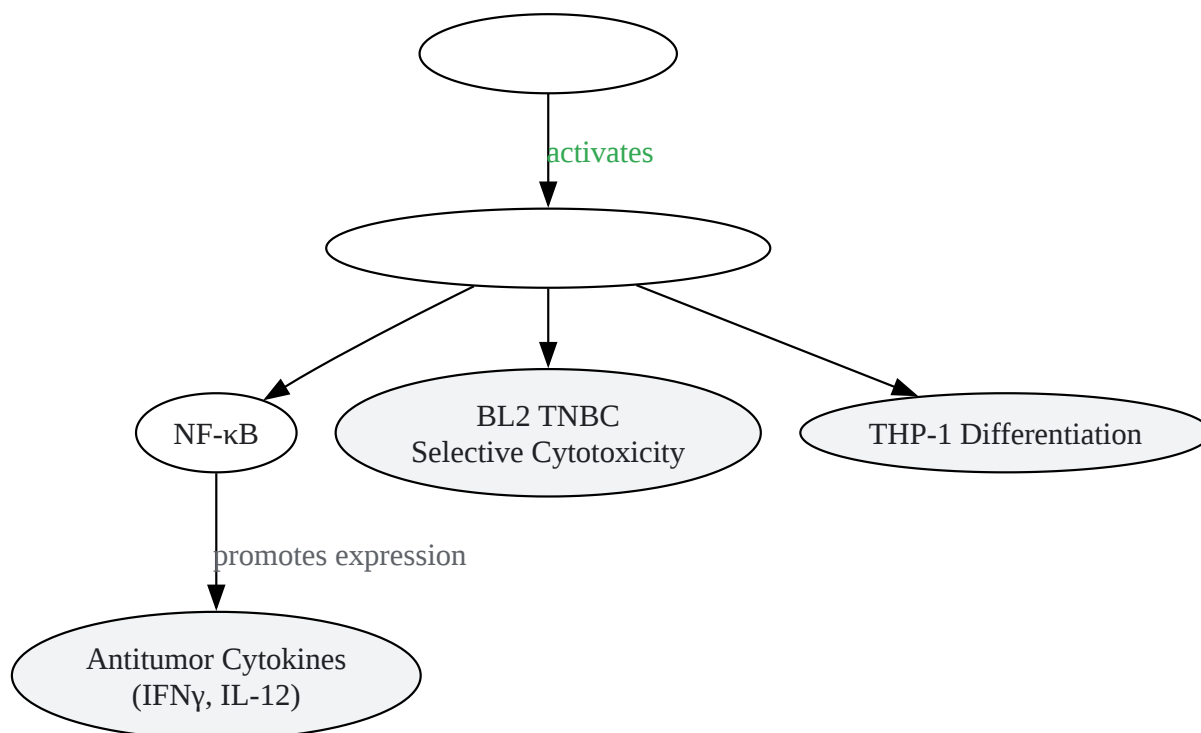 activates
NF-κB
BL2 TNBC
Selective Cytotoxicity
THP-1 Differentiation
promotes expression
Antitumor Cytokines
(IFNγ, IL-12)